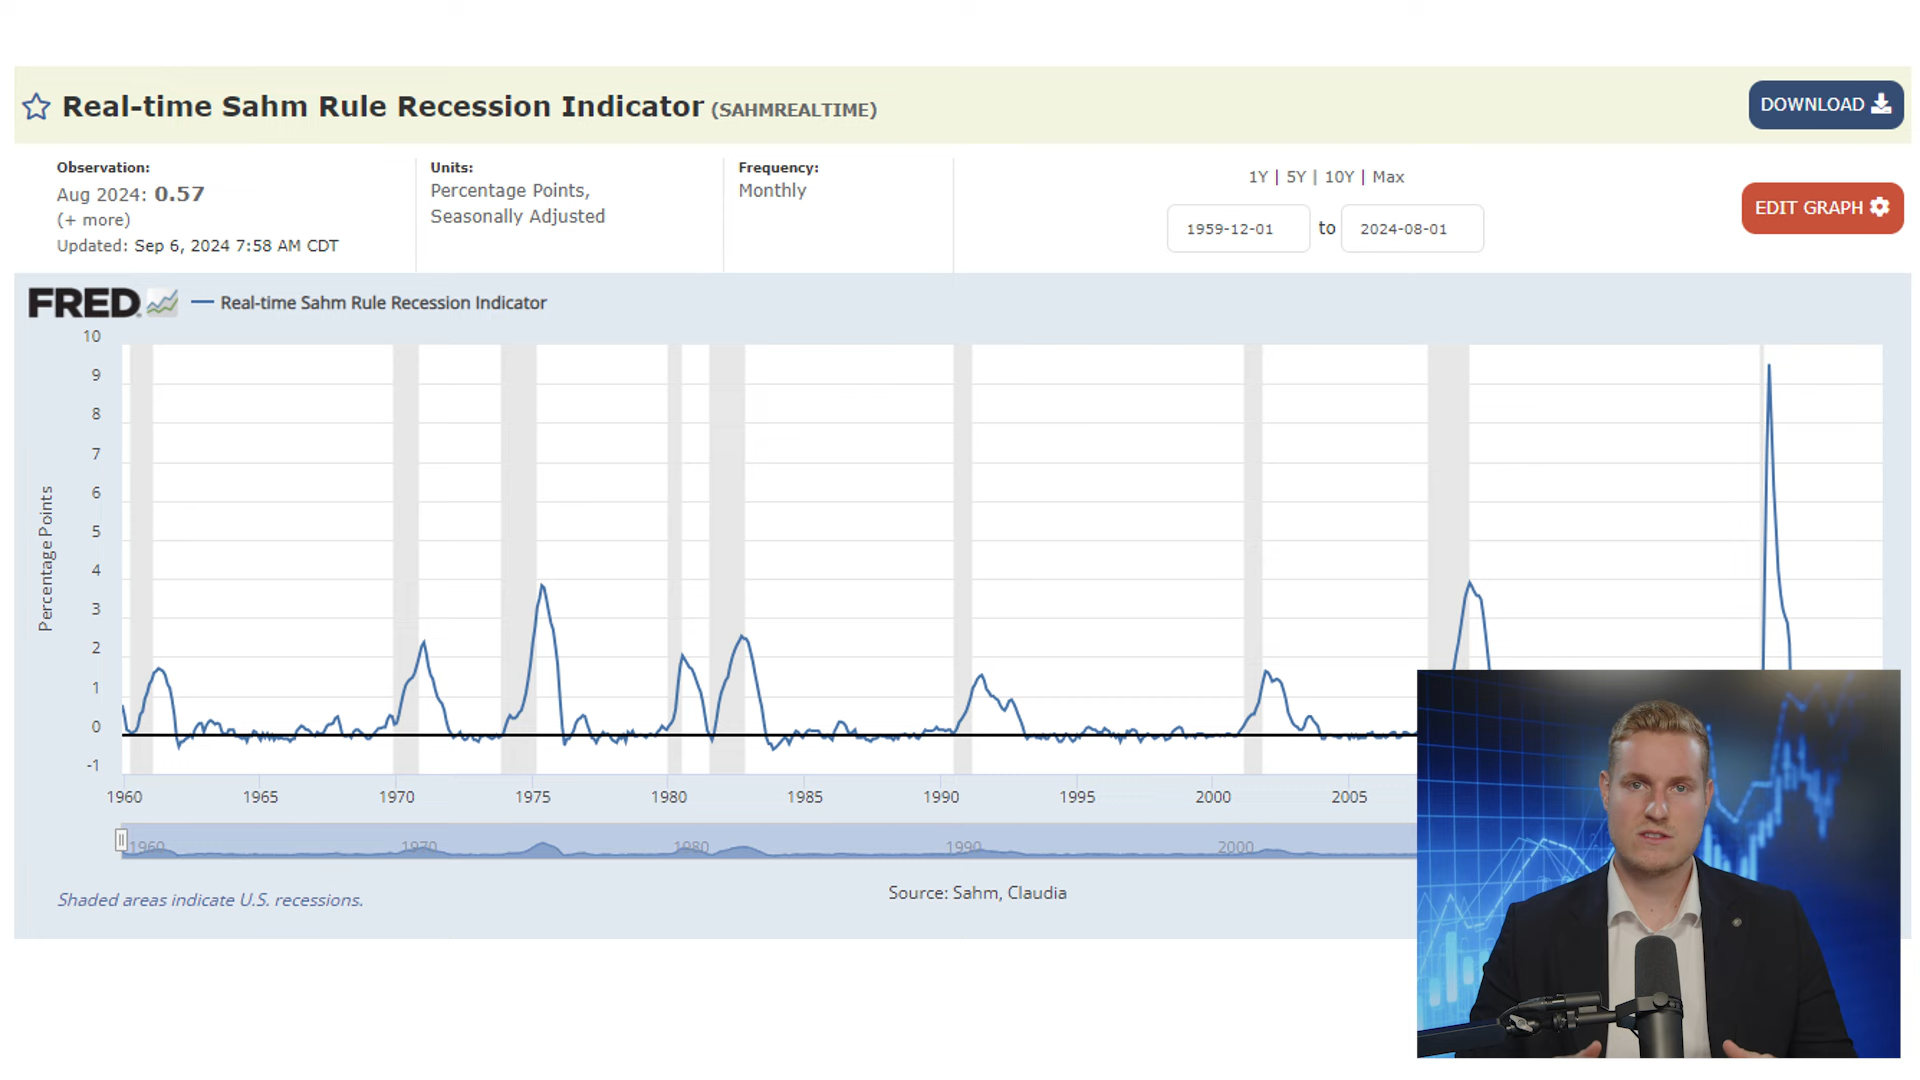 Real-time Sahm Rule Recession Indicator (SAHMREALTIME)
DOWNLOAD
Observation:
Aug 2024: 0.57
(+ more)
Updated: Sep 6, 2024 7:58 AM CDT
Units:
Percentage Points,
Seasonally Adjusted
Frequency:
Monthly
1Y | 5Y | 10Y | Max
1959-12-01 to 2024-08-01
EDIT GRAPH
FRED — Real-time Sahm Rule Recession Indicator
Percentage Points
10
9
8
7
6
5
4
3
2
1
0
-1
1960 1965 1970 1975 1980 1985 1990 1995 2000 2005
1960 1970 1980 1990 2000
Shaded areas indicate U.S. recessions.
Source: Sahm, Claudia